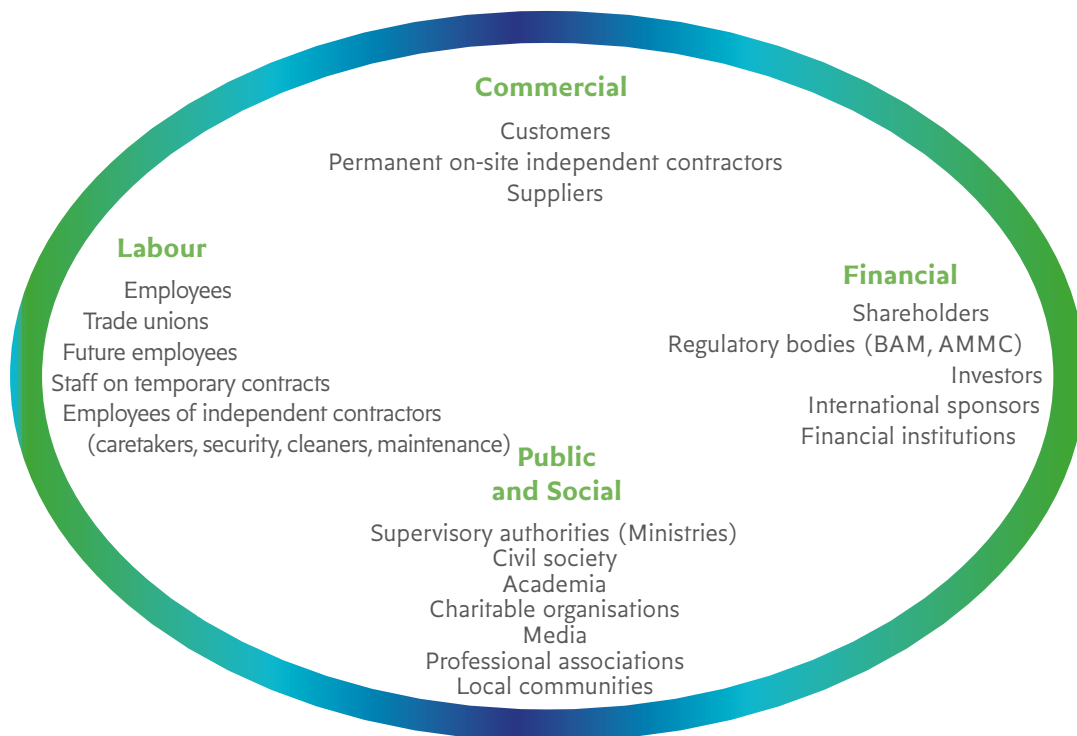 Commercial
Customers
Permanent on-site independent contractors
Suppliers
Labour
Employees
Trade unions
Future employees
Staff on temporary contracts
Employees of independent contractors
(caretakers, security, cleaners, maintenance)
Financial
Shareholders
Regulatory bodies (BAM, AMMC)
Investors
International sponsors
Financial institutions
Public
and Social
Supervisory authorities (Ministries)
Civil society
Academia
Charitable organisations
Media
Professional associations
Local communities